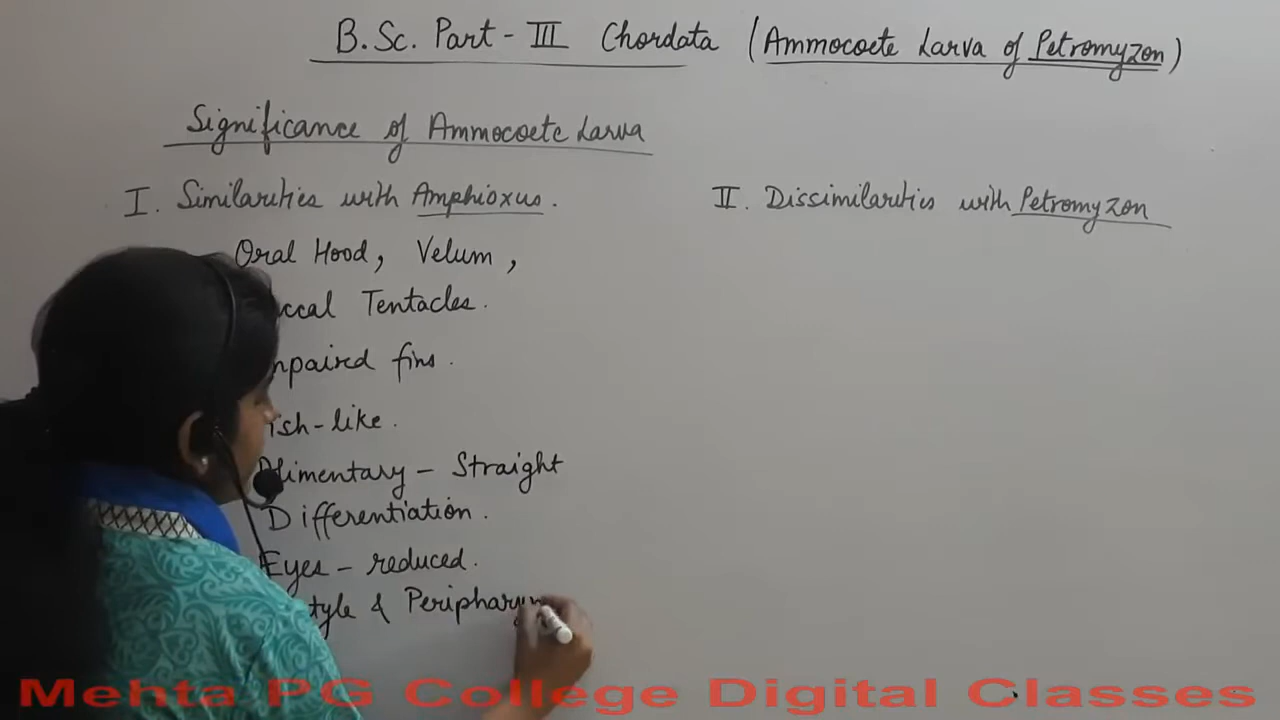 B.Sc. Part - III Chordata (Ammocoete Larva of Petromyzon)
Significance of Ammocoete Larva
I. Similarities with Amphioxus.
Oral Hood, Velum,
ccal Tentacles.
npaired fins.
ish-like.
Alimentary - Straight
Differentiation.
Eyes - reduced.
style & Peripharyn
II. Dissimilarities with Petromyzon
Mehta PG College Digital Classes